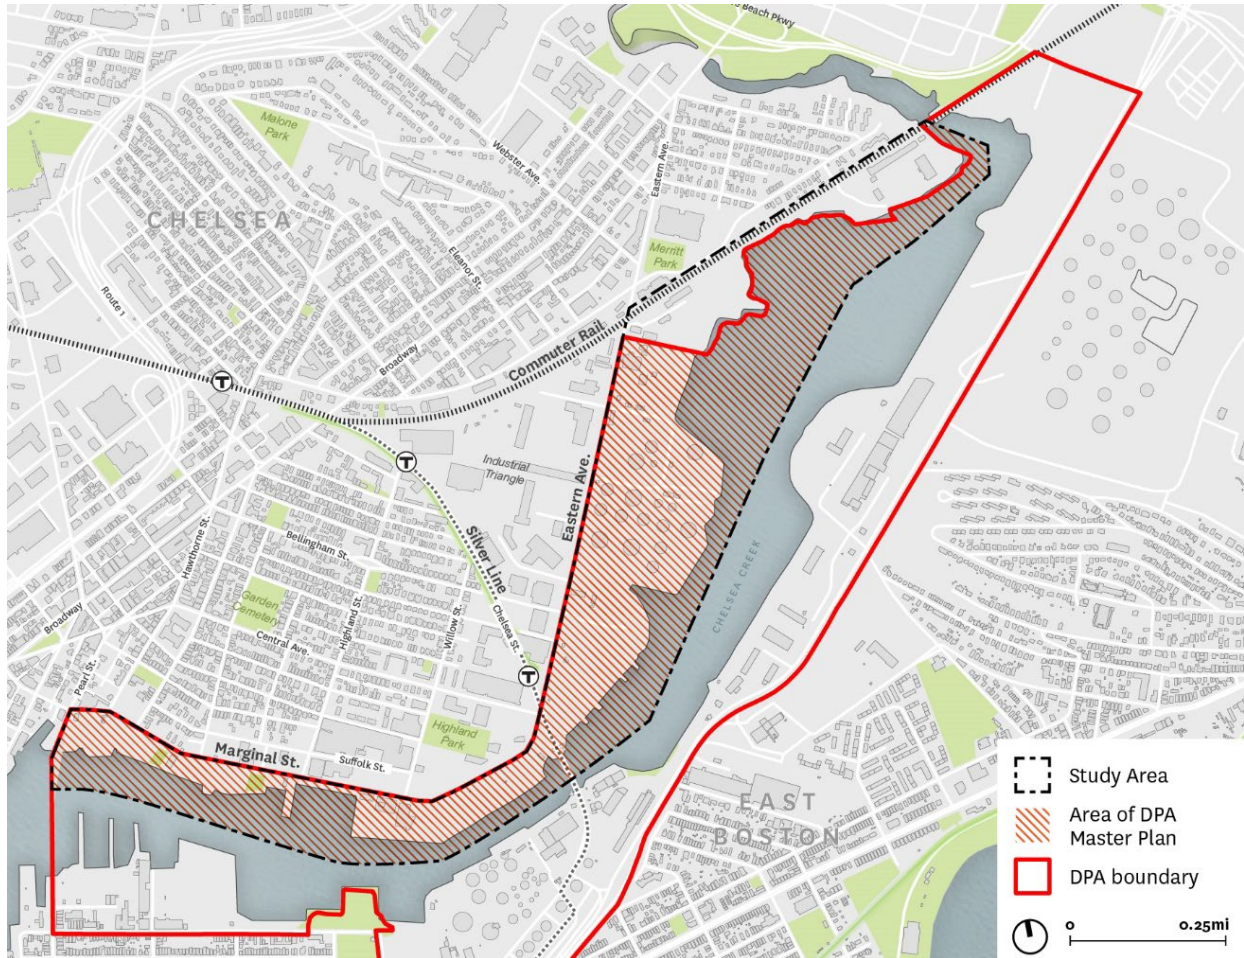 Beach Pkwy
Malone
Park
Webster Ave.
Eastern Ave.
CHELSEA
Eleanor St.
Merritt
Park
Route 1
Broadway
Commuter Rail
T
T
Industrial
Triangle
Eastern Ave.
Hawthorne St.
Silver Line
Bellingham St.
CHELSEA CREEK
Garden
Cemetery
Highland St.
Willow St.
Chelsea St.
Broadway
Central Ave.
Pearl St.
T
Highland
Park
Marginal St.
Suffolk St.
EAST
BOSTON
Study Area
Area of DPA
Master Plan
DPA boundary
0
0.25mi